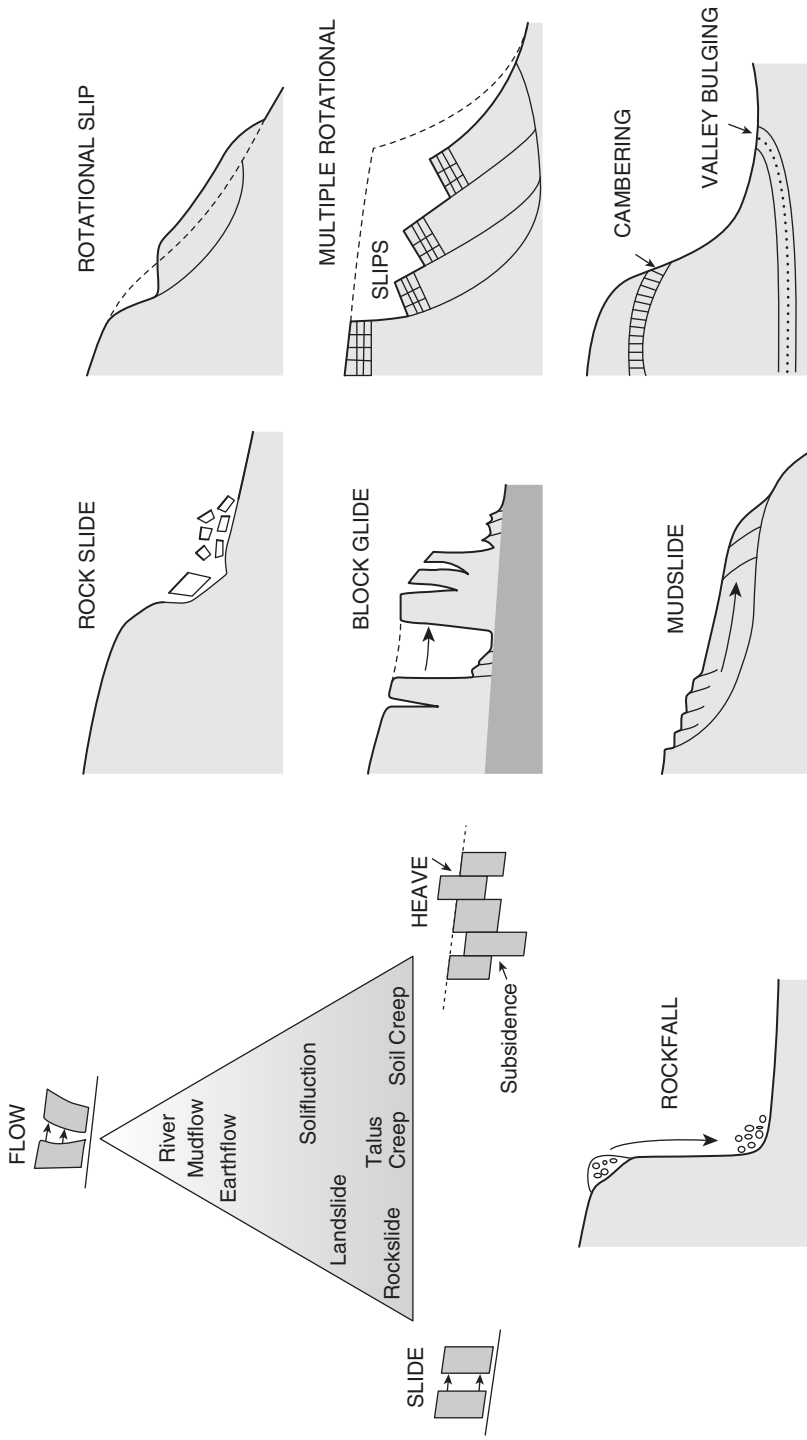 FLOW
River
Mudflow
Earthflow
Solifluction
Landslide
Rockslide
Talus
Creep
Soil Creep
SLIDE
HEAVE
Subsidence
ROCKFALL
ROCK SLIDE
BLOCK GLIDE
MUDSLIDE
ROTATIONAL SLIP
MULTIPLE ROTATIONAL
SLIPS
CAMBERING
VALLEY BULGING